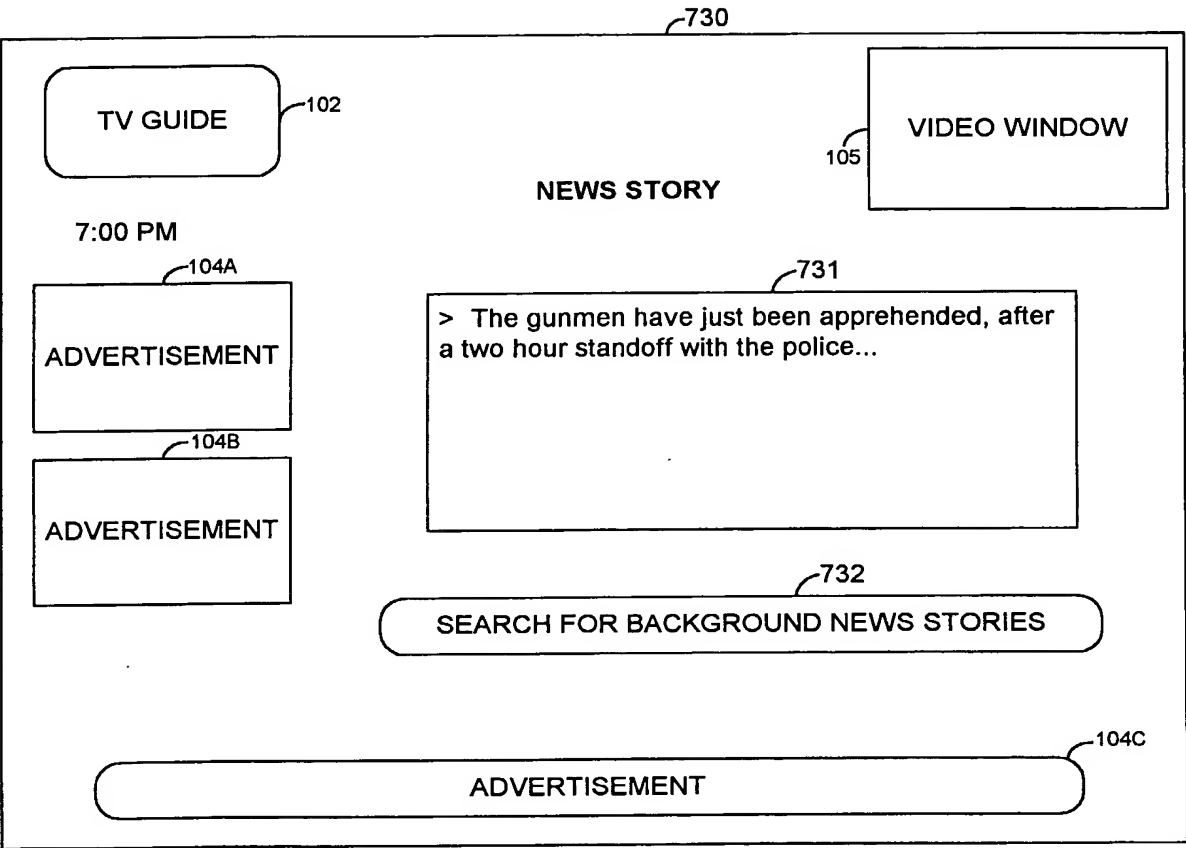 730
TV GUIDE
102
VIDEO WINDOW
105
NEWS STORY
7:00 PM
104A
ADVERTISEMENT
731
> The gunmen have just been apprehended, after
a two hour standoff with the police...
104B
ADVERTISEMENT
732
SEARCH FOR BACKGROUND NEWS STORIES
104C
ADVERTISEMENT